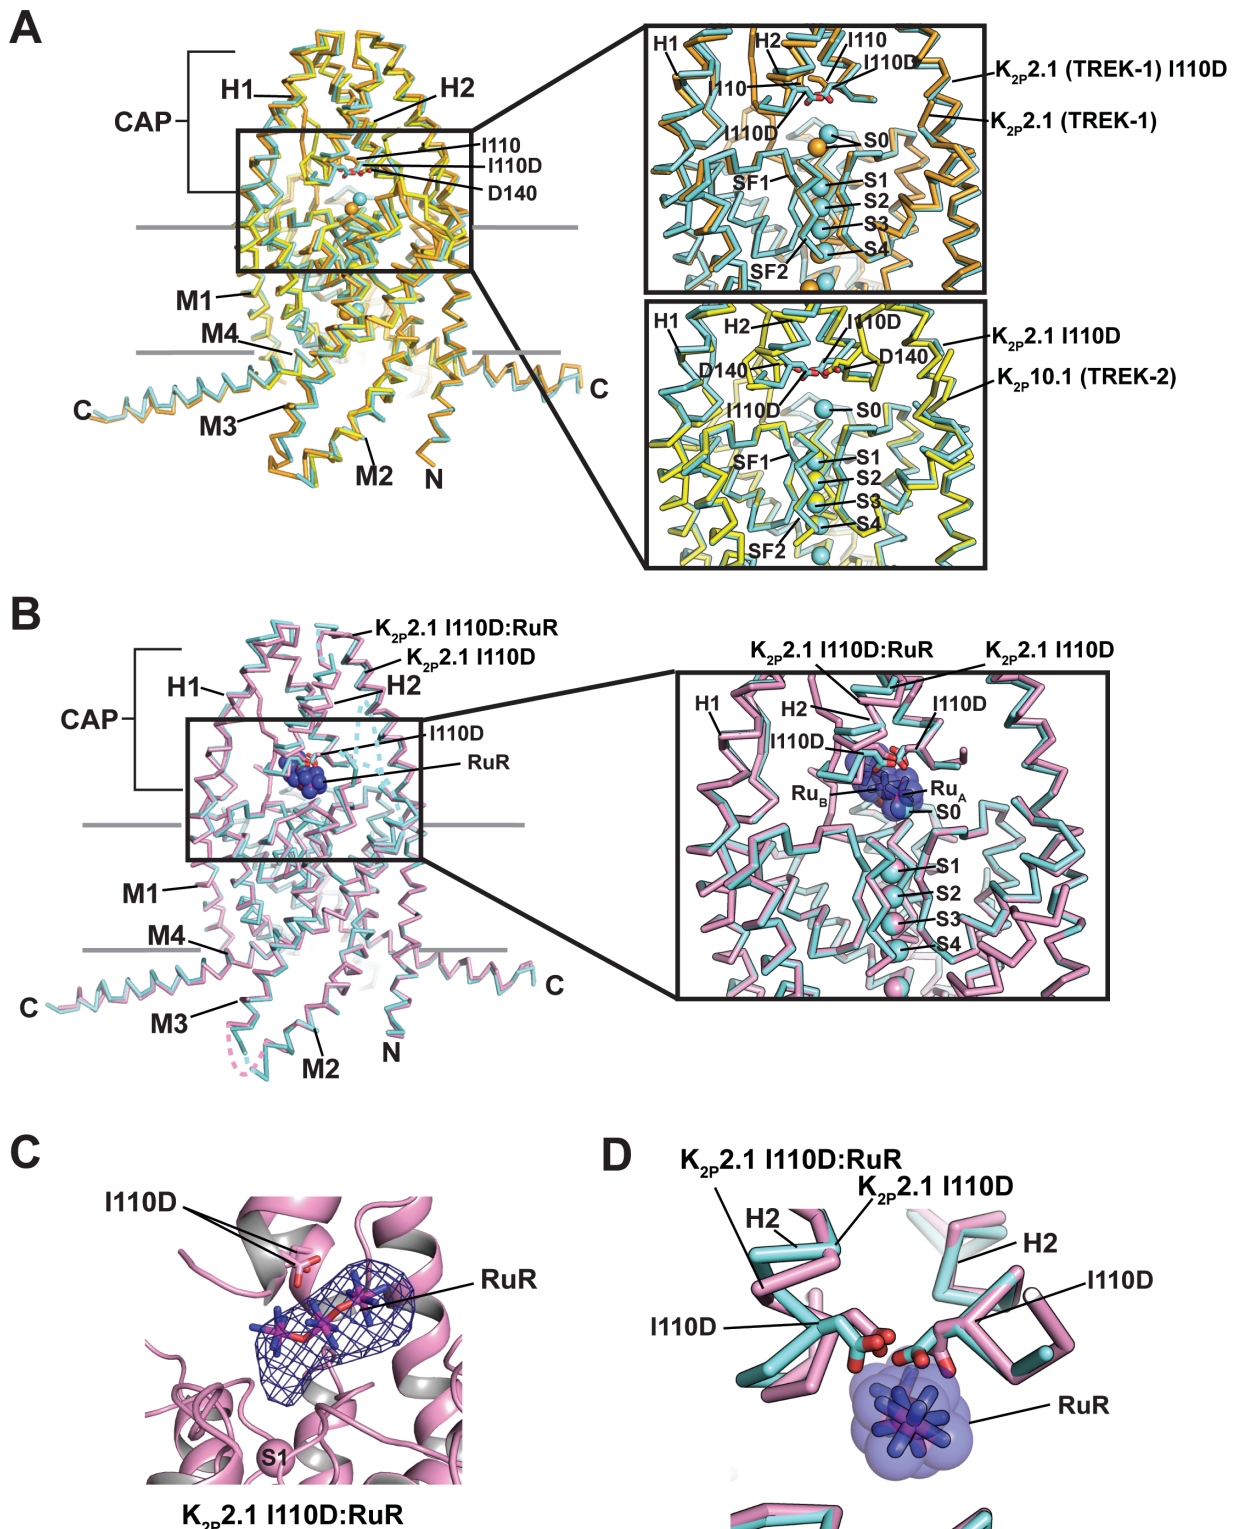 A
CAP
H1
H2
I110
I110D
D140
M1
M4
M3
M2
N
C
C
H1
H2
I110
I110D
I110
I110D
S0
SF1
S1
S2
S3
S4
SF2
K2P2.1 (TREK-1) I110D
K2P2.1 (TREK-1)
H1
H2
I110D
D140
D140
I110D
S0
SF1
S1
S2
S3
S4
SF2
K2P2.1 I110D
K2P10.1 (TREK-2)
B
K2P2.1 I110D:RuR
K2P2.1 I110D
H1
H2
CAP
I110D
RuR
M1
M4
C
C
M3
M2
N
K2P2.1 I110D:RuR
K2P2.1 I110D
H1
H2
I110D
I110D
RuB
RuA
S0
S1
S2
S3
S4
C
I110D
RuR
S1
K2P2.1 I110D:RuR
D
K2P2.1 I110D:RuR
K2P2.1 I110D
H2
H2
I110D
I110D
RuR